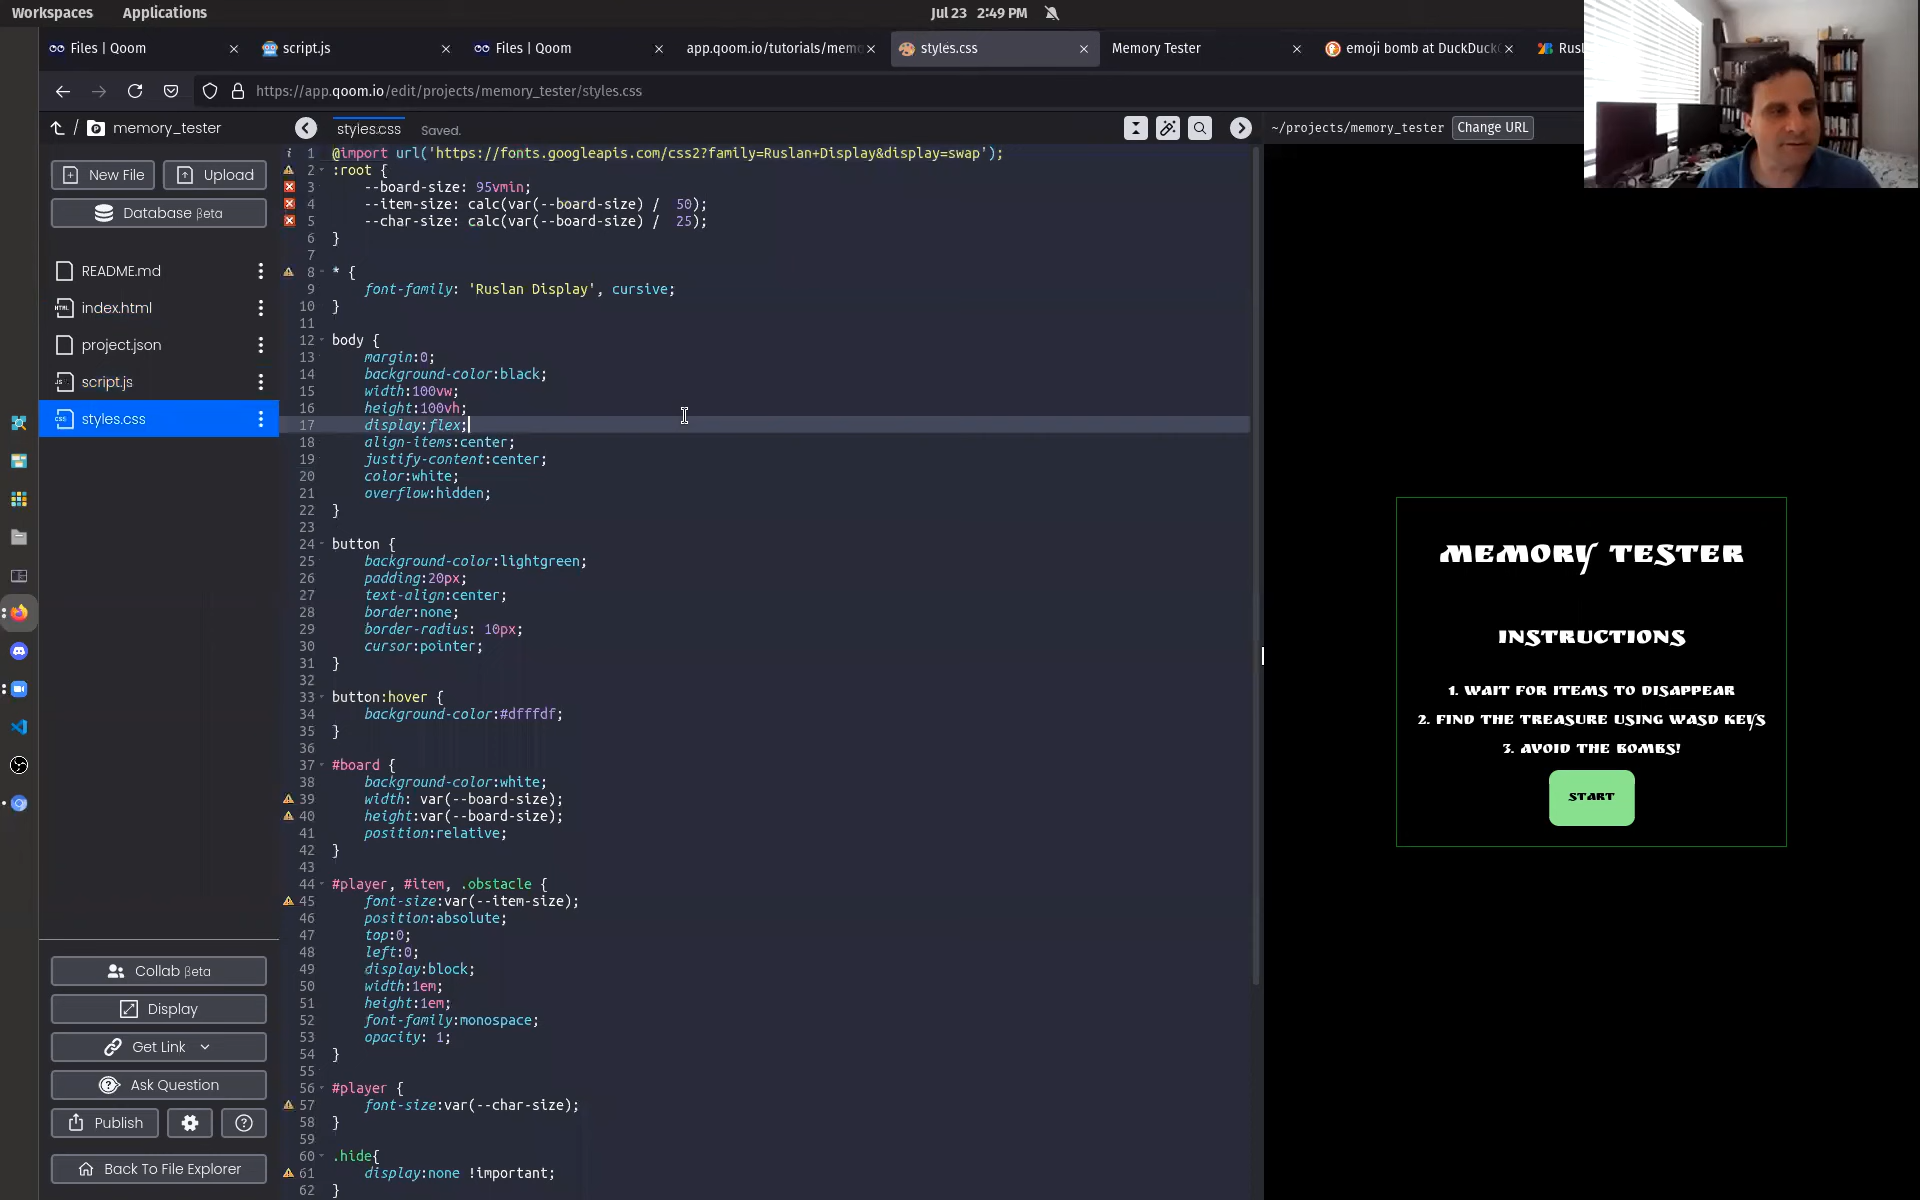 Workspaces Applications Jul 23 2:49 PM
Files | Qoom script.js Files | Qoom app.qoom.io/tutorials/mem styles.css Memory Tester emoji bomb at DuckDuck Rusl
https://app.qoom.io/edit/projects/memory_tester/styles.css
/ memory_tester
styles.css Saved.
~/projects/memory_tester Change URL
New File Upload
Database βeta
README.md
index.html
project.json
script.js
styles.css
Collab βeta
Display
Get Link
Ask Question
Publish
Back To File Explorer
1 @import url('https://fonts.googleapis.com/css2?family=Ruslan+Display&display=swap');
2 :root {
3 --board-size: 95vmin;
4 --item-size: calc(var(--board-size) / 50);
5 --char-size: calc(var(--board-size) / 25);
6 }
7
8 * {
9 font-family: 'Ruslan Display', cursive;
10 }
11
12 body {
13 margin:0;
14 background-color:black;
15 width:100vw;
16 height:100vh;
17 display:flex;
18 align-items:center;
19 justify-content:center;
20 color:white;
21 overflow:hidden;
22 }
23
24 button {
25 background-color:lightgreen;
26 padding:20px;
27 text-align:center;
28 border:none;
29 border-radius: 10px;
30 cursor:pointer;
31 }
32
33 button:hover {
34 background-color:#dfffdf;
35 }
36
37 #board {
38 background-color:white;
39 width: var(--board-size);
40 height:var(--board-size);
41 position:relative;
42 }
43
44 #player, #item, .obstacle {
45 font-size:var(--item-size);
46 position:absolute;
47 top:0;
48 left:0;
49 display:block;
50 width:1em;
51 height:1em;
52 font-family:monospace;
53 opacity: 1;
54 }
55
56 #player {
57 font-size:var(--char-size);
58 }
59
60 .hide{
61 display:none !important;
62 }
MEMORY TESTER
INSTRUCTIONS
1. WAIT FOR ITEMS TO DISAPPEAR
2. FIND THE TREASURE USING WASD KEYS
3. AVOID THE BOMBS!
START